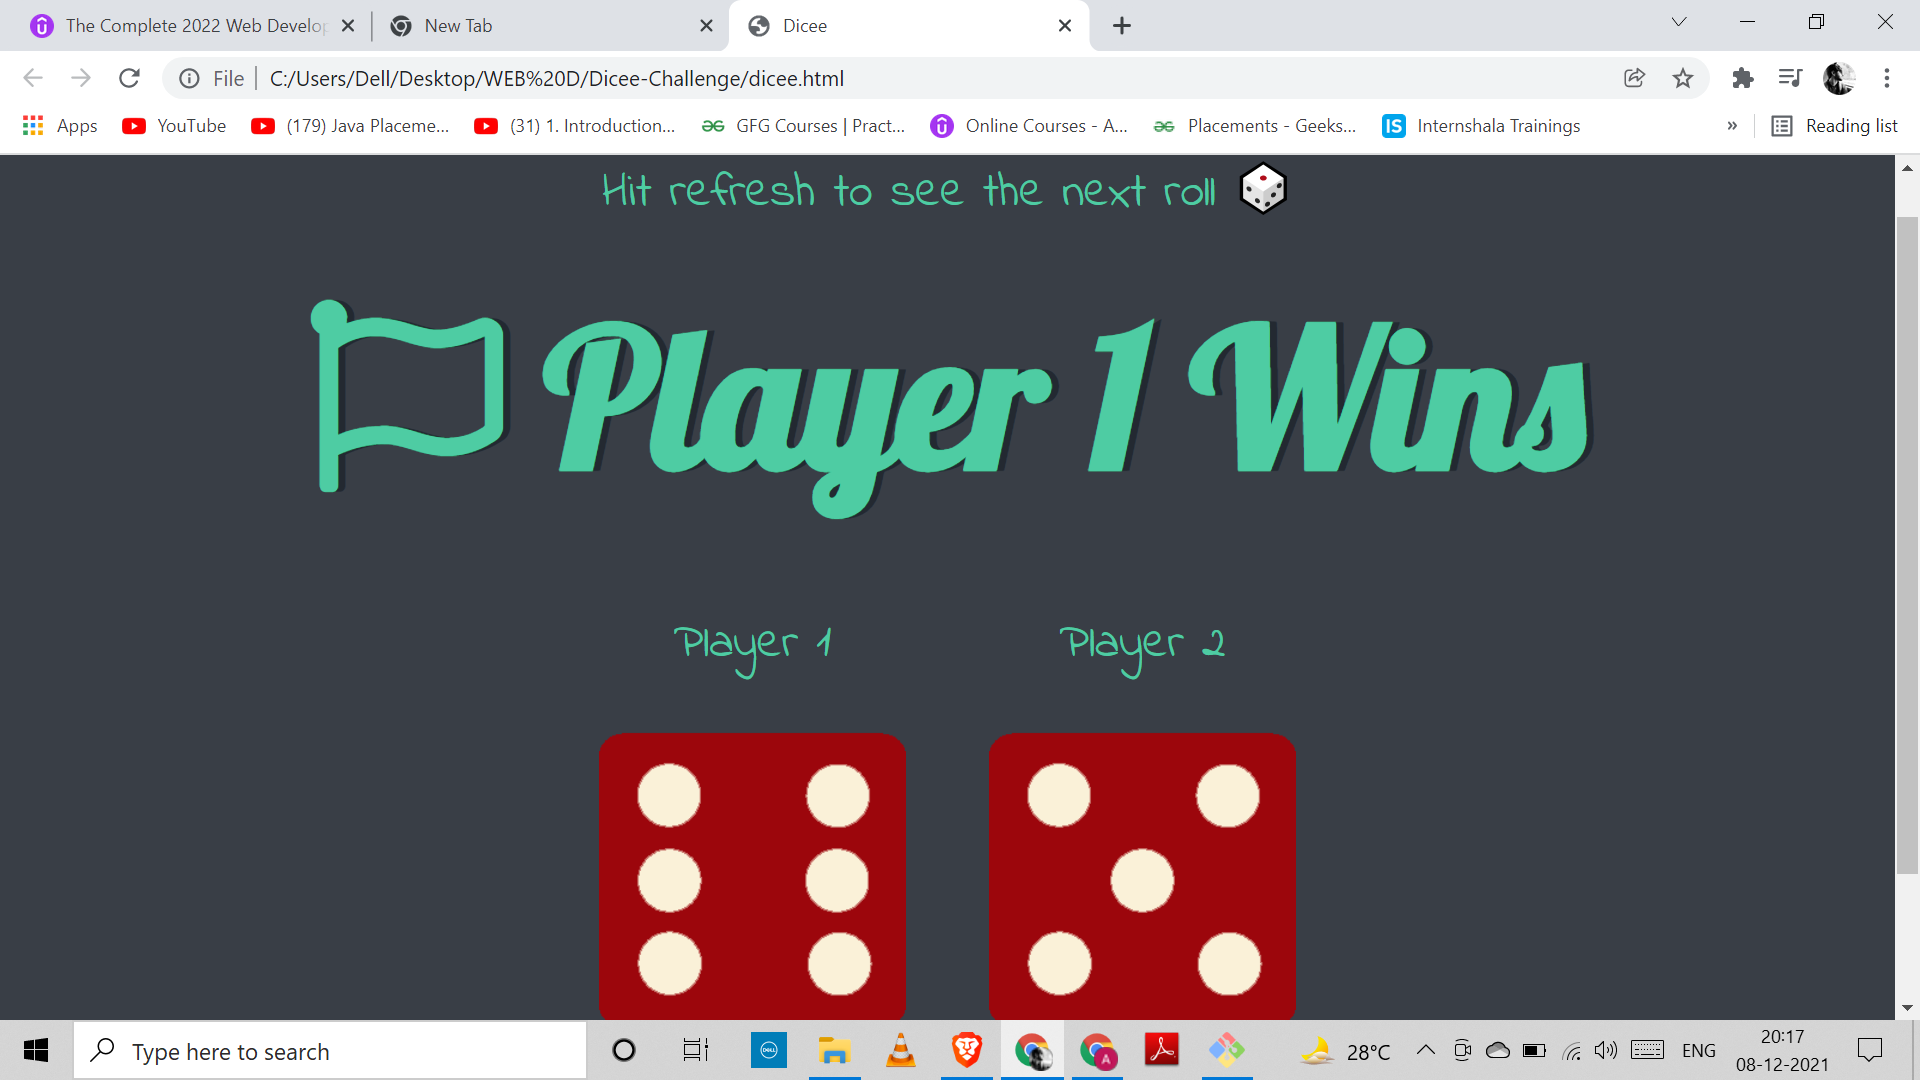 The Complete 2022 Web Develo
New Tab
Dicee
File
C:/Users/Dell/Desktop/WEB%20D/Dicee-Challenge/dicee.html
Apps
YouTube
(179) Java Placeme...
(31) 1. Introduction...
GFG Courses | Pract...
Online Courses - A...
Placements - Geeks...
IS
Internshala Trainings
»
Reading list
Hit refresh to see the next roll
Player 1 Wins
Player 1
Player 2
Type here to search
DELL
A
28°C
ENG
20:17
08-12-2021